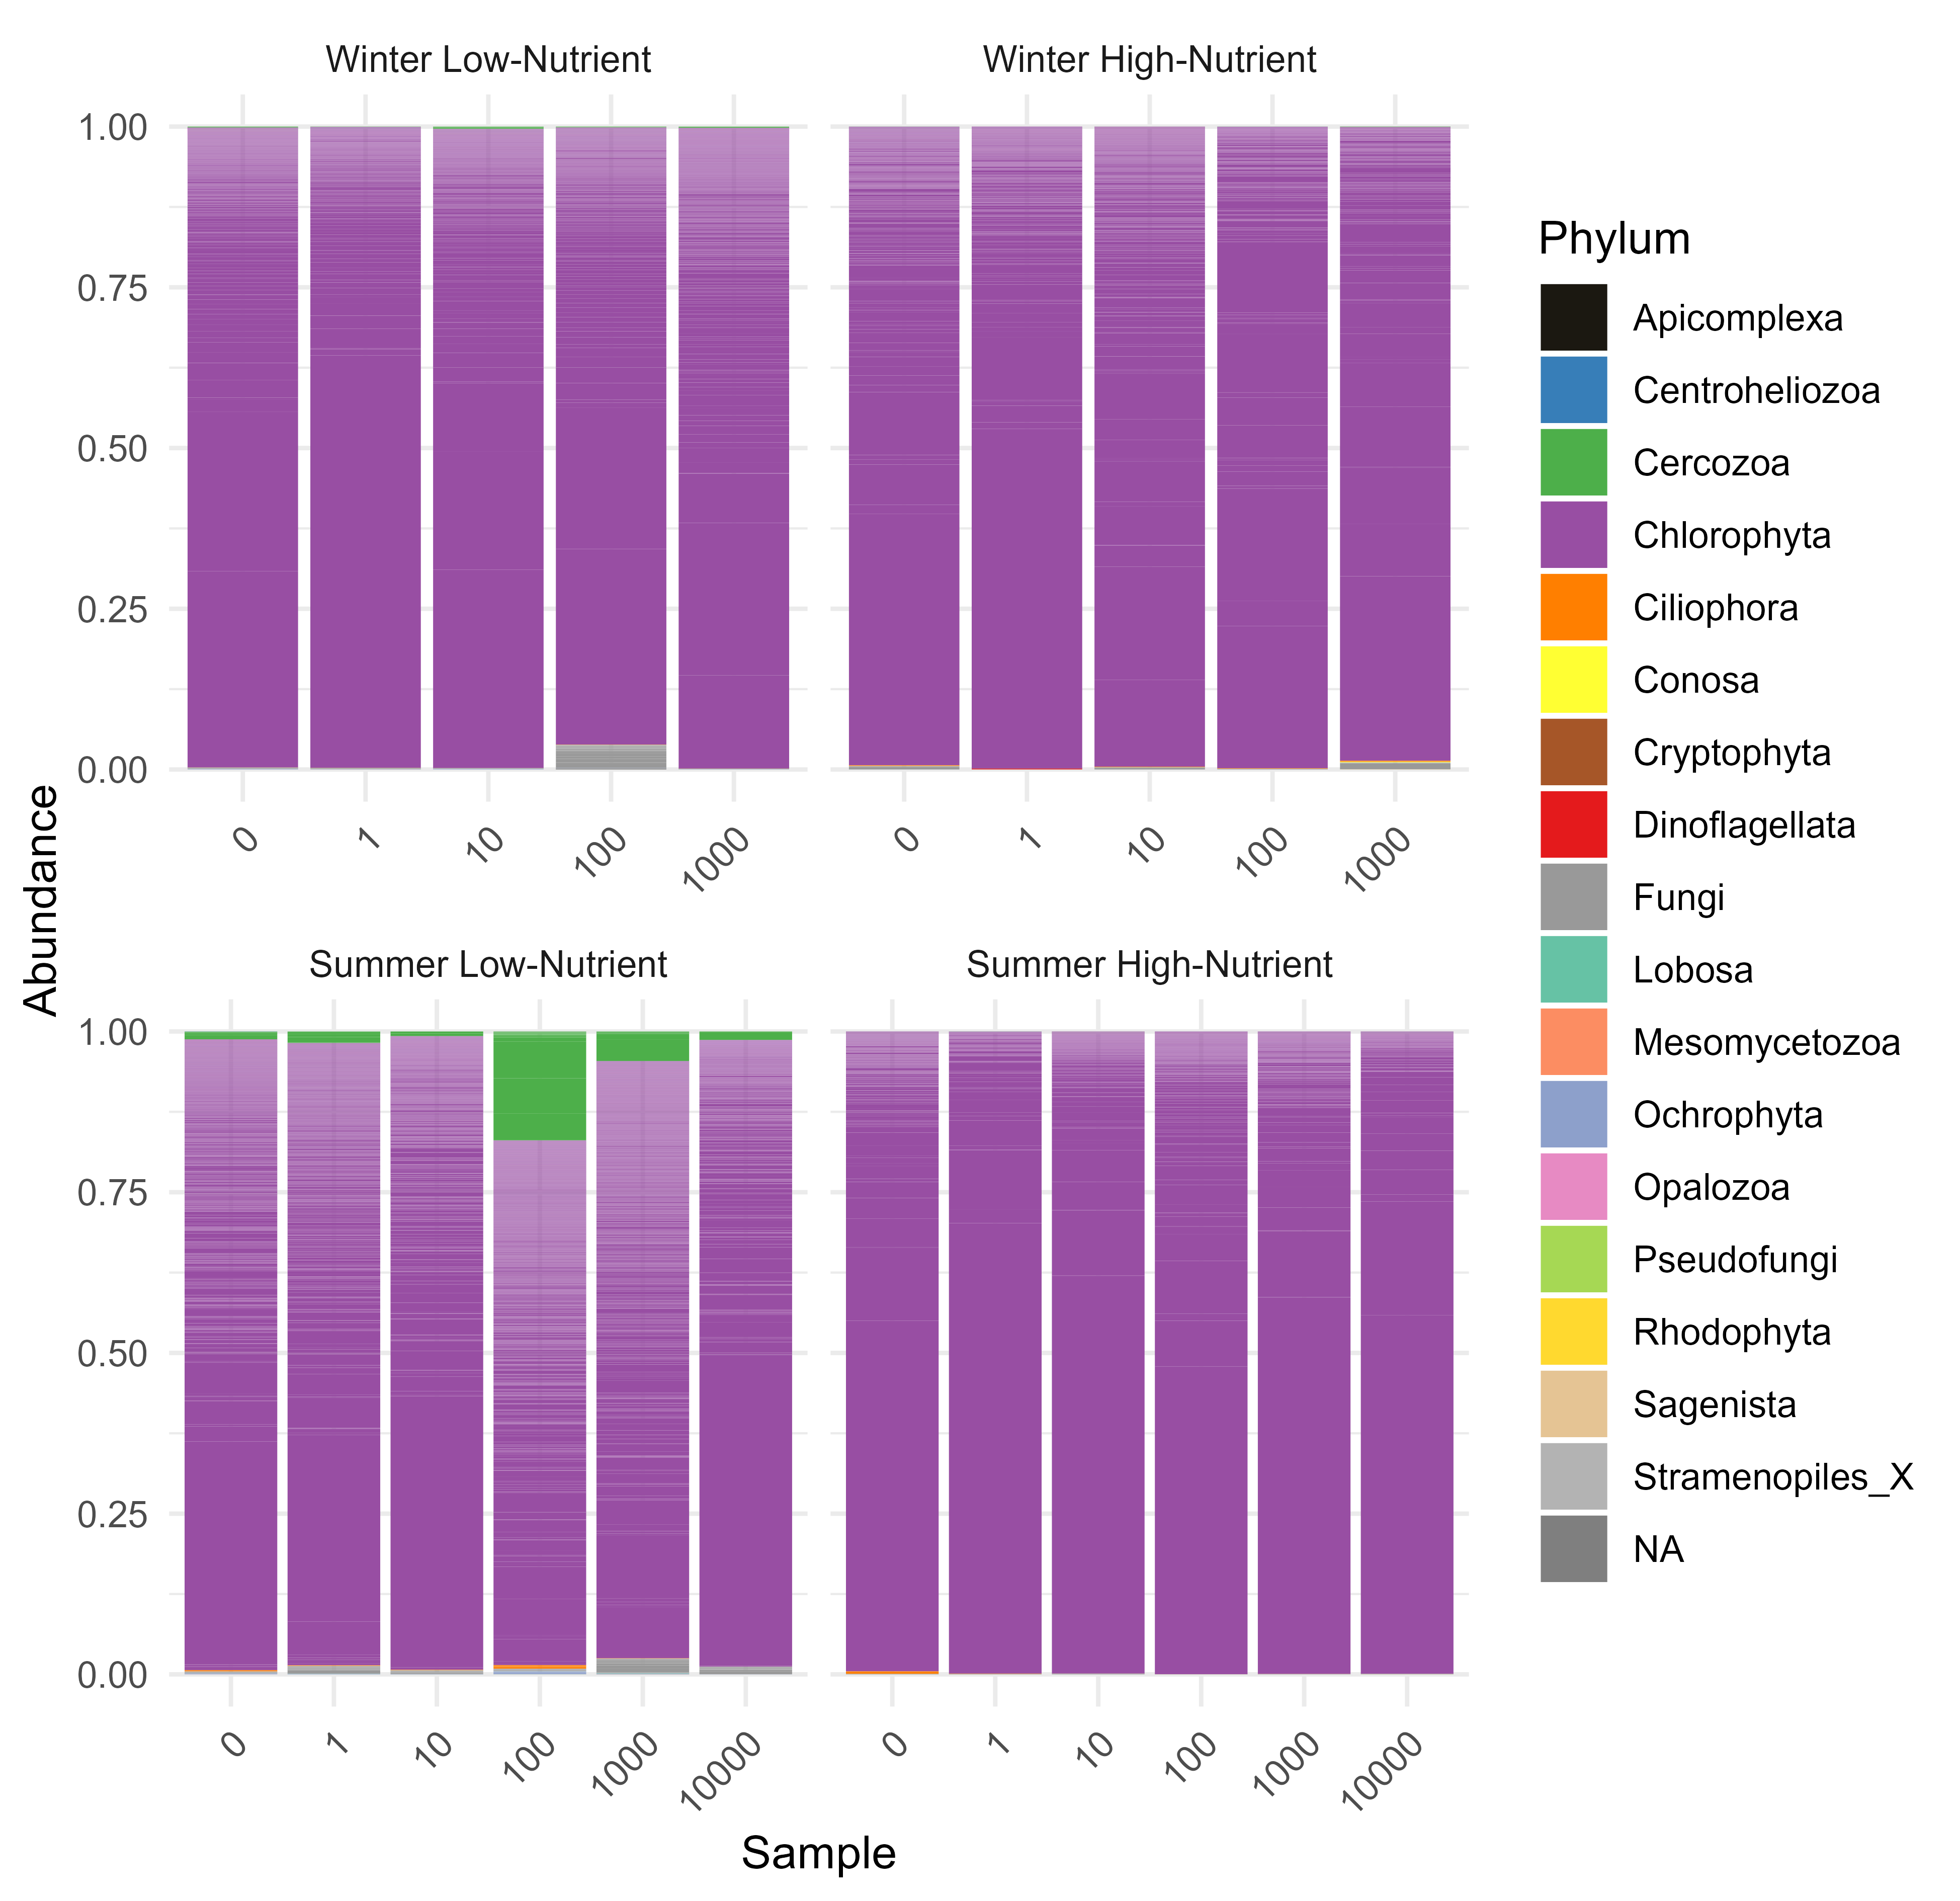 Winter Low-Nutrient
Winter High-Nutrient
1.00
0.75
0.50
0.25
0.00
0 1 10 100 1000
0 1 10 100 1000
Abundance
Summer Low-Nutrient
Summer High-Nutrient
1.00
0.75
0.50
0.25
0.00
0 1 10 100 1000 10000
0 1 10 100 1000 10000
Sample
Phylum
Apicomplexa
Centroheliozoa
Cercozoa
Chlorophyta
Ciliophora
Conosa
Cryptophyta
Dinoflagellata
Fungi
Lobosa
Mesomycetozoa
Ochrophyta
Opalozoa
Pseudofungi
Rhodophyta
Sagenista
Stramenopiles_X
NA